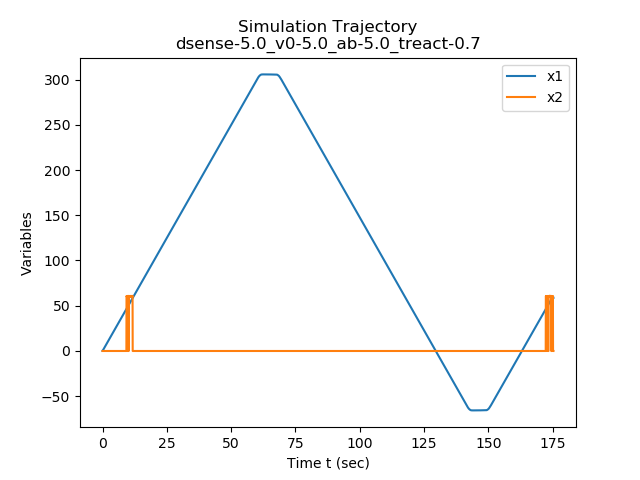 Simulation Trajectory
dsense-5.0_v0-5.0_ab-5.0_treact-0.7
x1
x2
300
250
200
150
100
50
0
−50
Variables
0
25
50
75
100
125
150
175
Time t (sec)